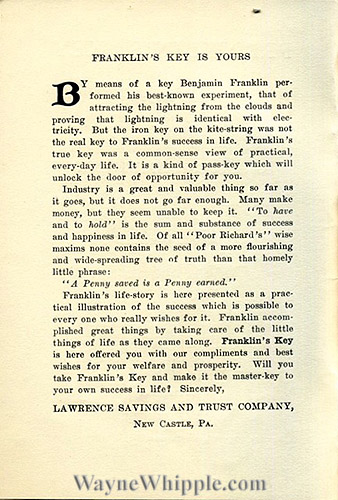 FRANKLIN'S KEY IS YOURS
BY means of a key Benjamin Franklin per-
formed his best-known experiment, that of
attracting the lightning from the clouds and
proving that lightning is identical with elec-
tricity. But the iron key on the kite-string was not
the real key to Franklin's success in life. Franklin's
true key was a common-sense view of practical,
every-day life. It is a kind of pass-key which will
unlock the door of opportunity for you.
Industry is a great and valuable thing so far as
it goes, but it does not go far enough. Many make
money, but they seem unable to keep it. "To have
and to hold" is the sum and substance of success
and happiness in life. Of all "Poor Richard's" wise
maxims none contains the seed of a more flourishing
and wide-spreading tree of truth than that homely
little phrase:
"A Penny saved is a Penny earned."
Franklin's life-story is here presented as a prac-
tical illustration of the success which is possible to
every one who really wishes for it. Franklin accom-
plished great things by taking care of the little
things of life as they came along. Franklin's Key
is here offered you with our compliments and best
wishes for your welfare and prosperity. Will you
take Franklin's Key and make it the master-key to
your own success in life? Sincerely,
LAWRENCE SAVINGS AND TRUST COMPANY,
NEW CASTLE, PA.
WayneWhipple.com